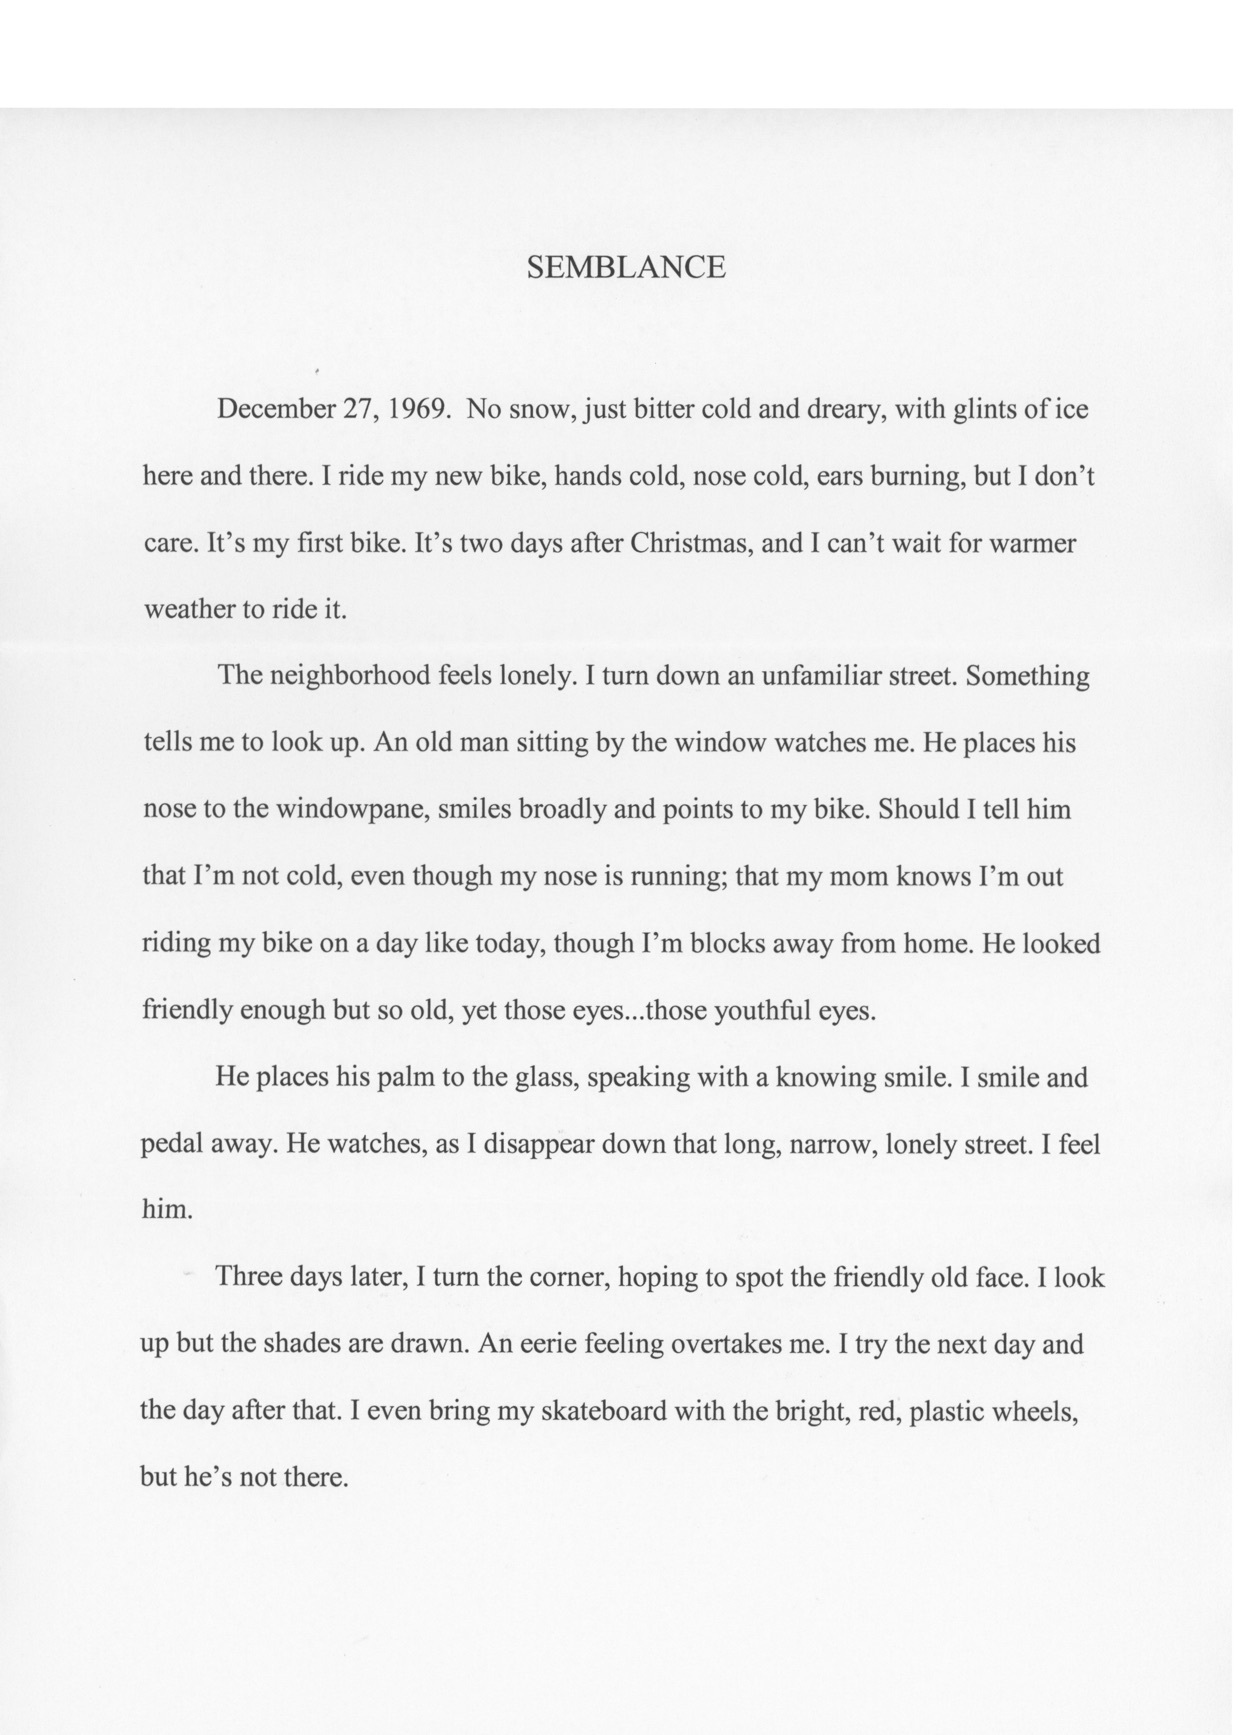 SEMBLANCE
December 27, 1969.  No snow, just bitter cold and dreary, with glints of ice
here and there. I ride my new bike, hands cold, nose cold, ears burning, but I don’t
care. It’s my first bike. It’s two days after Christmas, and I can’t wait for warmer
weather to ride it.
The neighborhood feels lonely. I turn down an unfamiliar street. Something
tells me to look up. An old man sitting by the window watches me. He places his
nose to the windowpane, smiles broadly and points to my bike. Should I tell him
that I’m not cold, even though my nose is running; that my mom knows I’m out
riding my bike on a day like today, though I’m blocks away from home. He looked
friendly enough but so old, yet those eyes...those youthful eyes.
He places his palm to the glass, speaking with a knowing smile. I smile and
pedal away. He watches, as I disappear down that long, narrow, lonely street. I feel
him.
Three days later, I turn the corner, hoping to spot the friendly old face. I look
up but the shades are drawn. An eerie feeling overtakes me. I try the next day and
the day after that. I even bring my skateboard with the bright, red, plastic wheels,
but he’s not there.